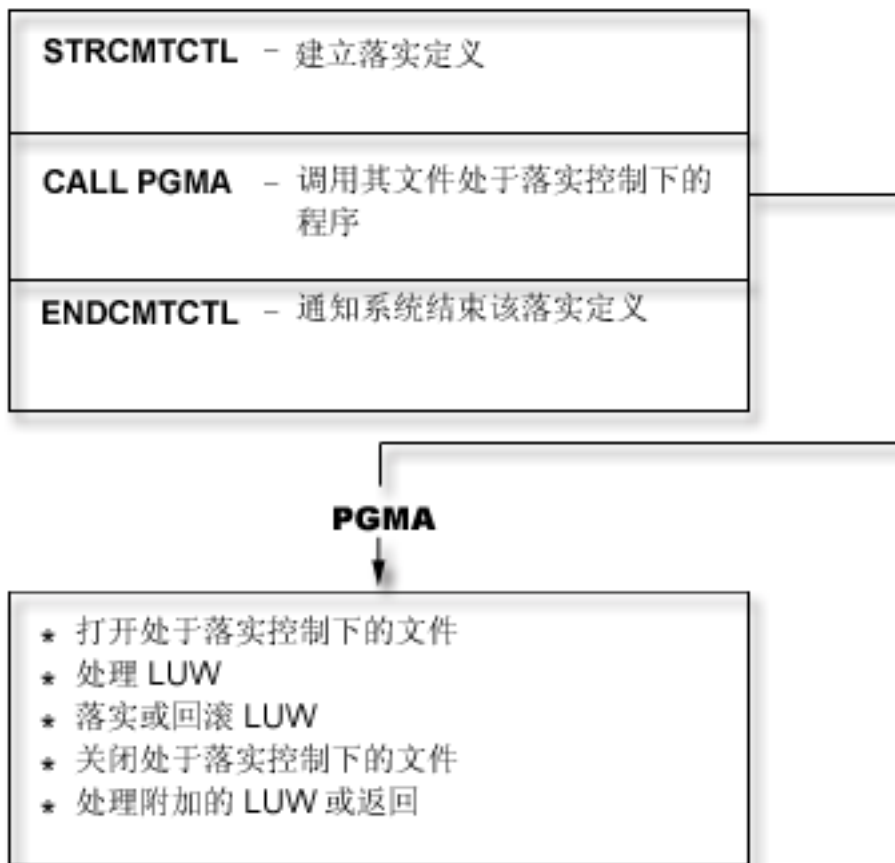 STRCMTCTL – 建立落实定义
CALL PGMA – 调用其文件处于落实控制下的
程序
ENDCMTCTL – 通知系统结束该落实定义
PGMA
* 打开处于落实控制下的文件
* 处理 LUW
* 落实或回滚 LUW
* 关闭处于落实控制下的文件
* 处理附加的 LUW 或返回